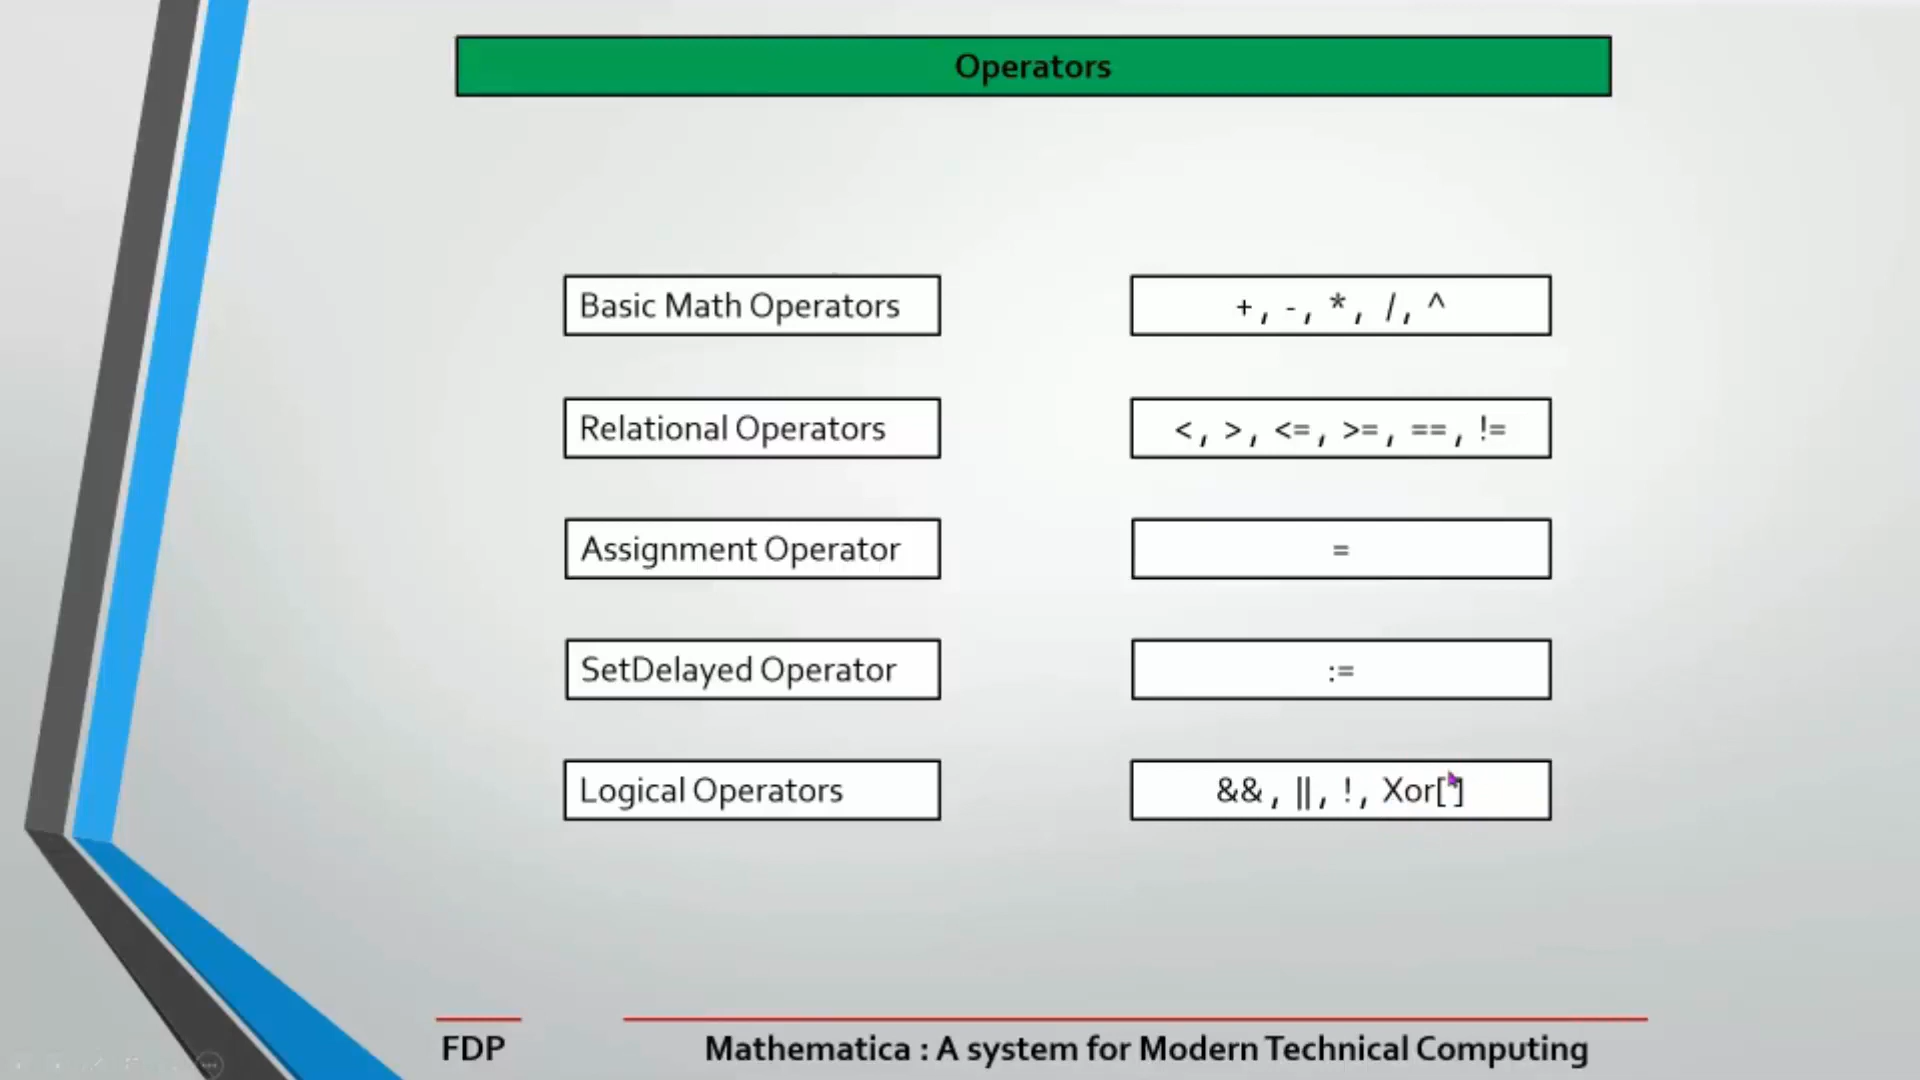 Operators
Basic Math Operators
+, -, *, /, ^
Relational Operators
<, >, <=, >=, ==, !=
Assignment Operator
=
SetDelayed Operator
:=
Logical Operators
&&, ||, !, Xor[ ]
FDP
Mathematica : A system for Modern Technical Computing